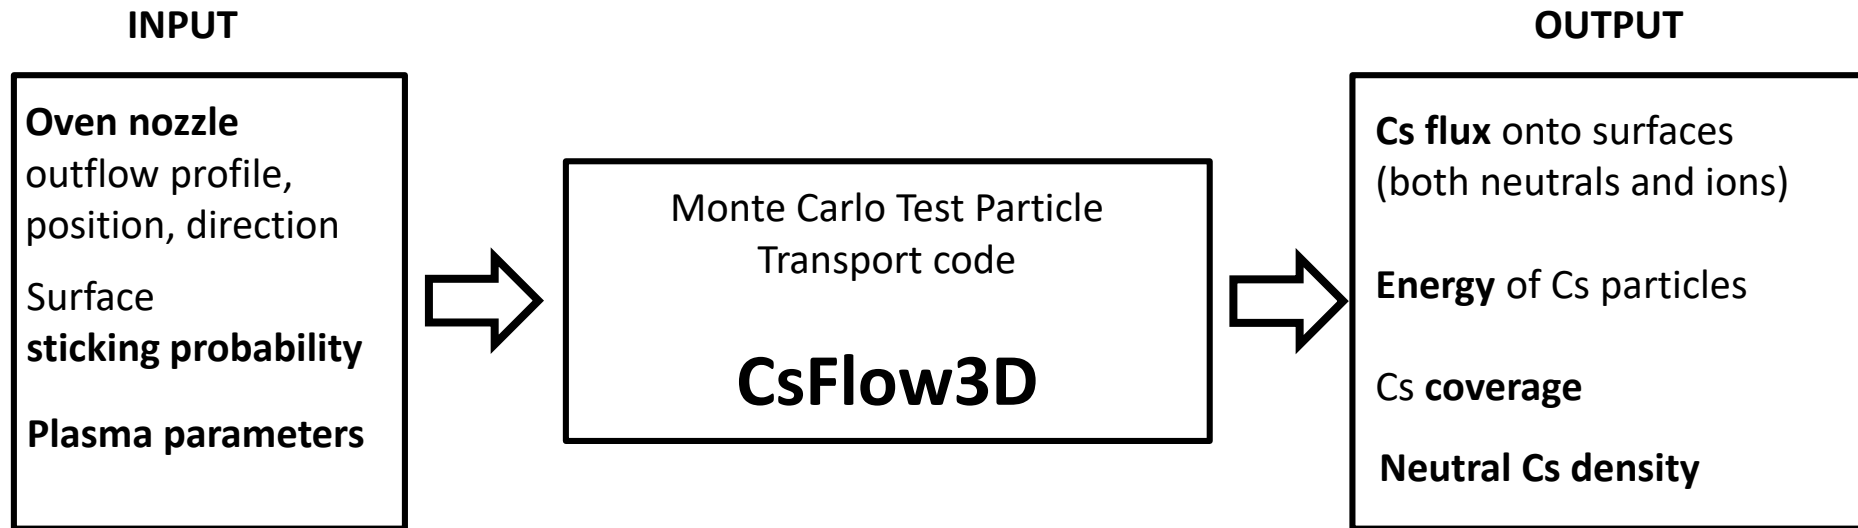 INPUT
Oven nozzle
outflow profile,
position, direction
Surface
sticking probability
Plasma parameters
Monte Carlo Test Particle
Transport code
CsFlow3D
OUTPUT
Cs flux onto surfaces
(both neutrals and ions)
Energy of Cs particles
Cs coverage
Neutral Cs density